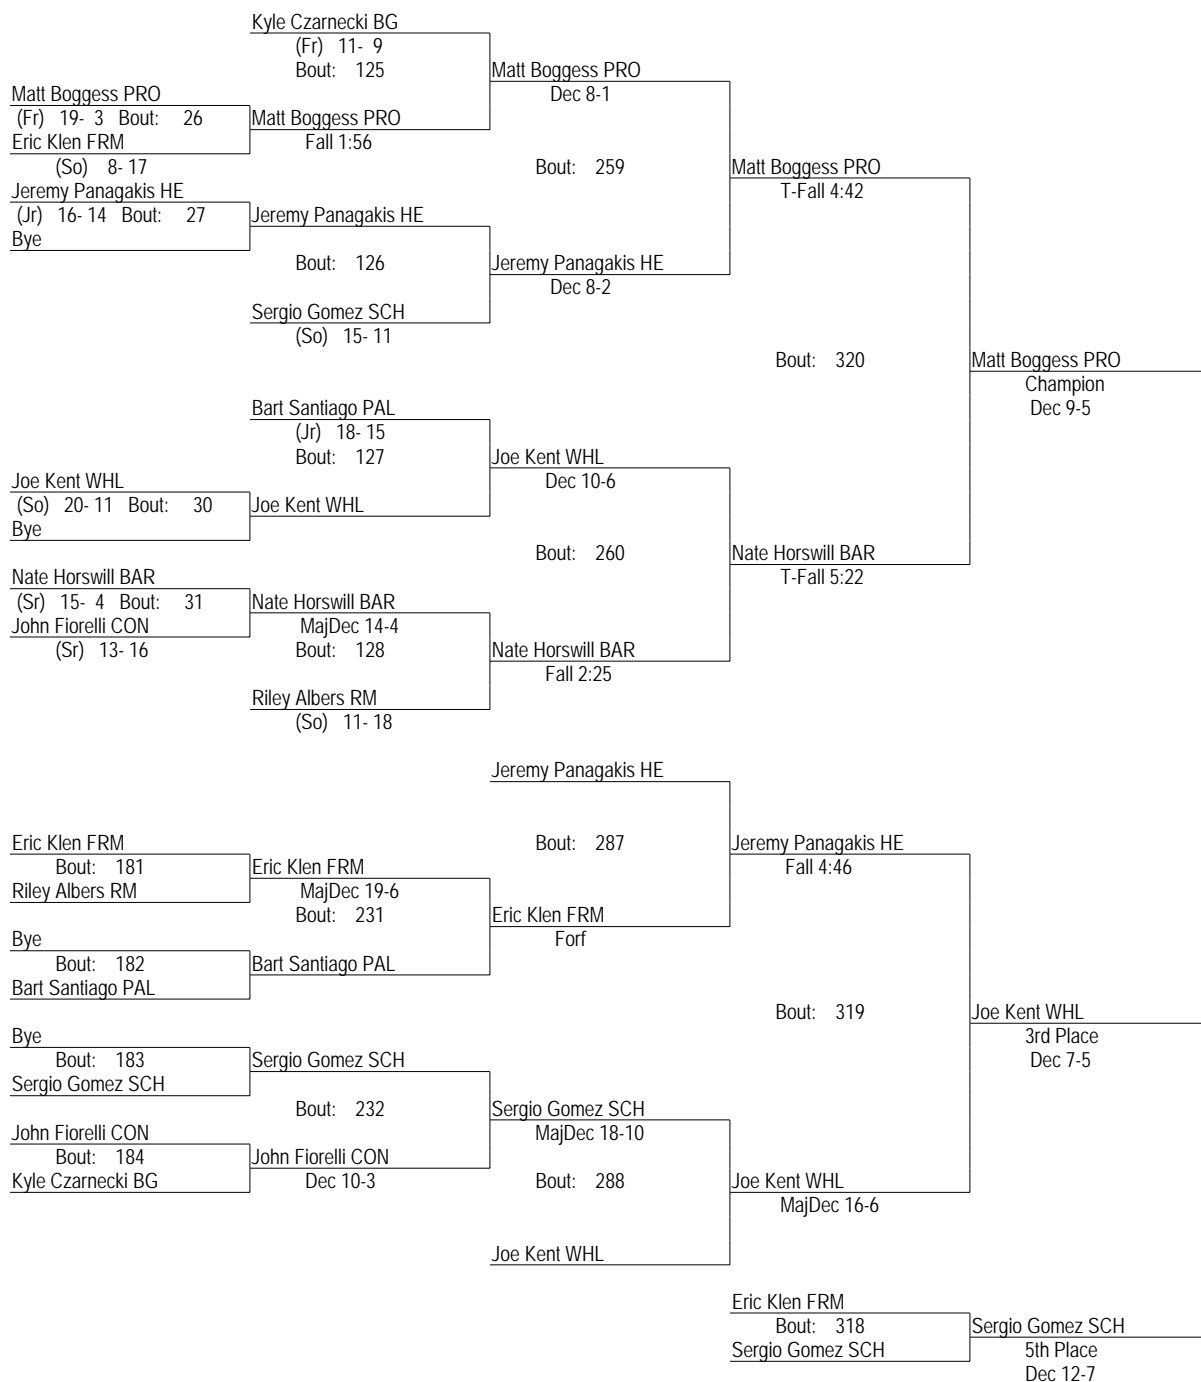 Kyle Czarnecki BG
(Fr) 11- 9
Bout: 125
Matt Boggess PRO
Dec 8-1
Matt Boggess PRO
(Fr) 19- 3 Bout: 26
Matt Boggess PRO
Eric Klen FRM
Fall 1:56
(So) 8- 17
Bout: 259
Matt Boggess PRO
T-Fall 4:42
Jeremy Panagakis HE
(Jr) 16- 14 Bout: 27
Jeremy Panagakis HE
Bye
Bout: 126
Jeremy Panagakis HE
Dec 8-2
Sergio Gomez SCH
(So) 15- 11
Bout: 320
Matt Boggess PRO
Champion
Dec 9-5
Bart Santiago PAL
(Jr) 18- 15
Bout: 127
Joe Kent WHL
Dec 10-6
Joe Kent WHL
(So) 20- 11 Bout: 30
Joe Kent WHL
Bye
Bout: 260
Nate Horswill BAR
T-Fall 5:22
Nate Horswill BAR
(Sr) 15- 4 Bout: 31
Nate Horswill BAR
John Fiorelli CON
MajDec 14-4
(Sr) 13- 16
Bout: 128
Nate Horswill BAR
Fall 2:25
Riley Albers RM
(So) 11- 18
Jeremy Panagakis HE
Bout: 287
Jeremy Panagakis HE
Fall 4:46
Eric Klen FRM
Bout: 181
Eric Klen FRM
Riley Albers RM
MajDec 19-6
Bout: 231
Eric Klen FRM
Forf
Bye
Bout: 182
Bart Santiago PAL
Bart Santiago PAL
Bout: 319
Joe Kent WHL
3rd Place
Dec 7-5
Bye
Bout: 183
Sergio Gomez SCH
Sergio Gomez SCH
Bout: 232
Sergio Gomez SCH
MajDec 18-10
John Fiorelli CON
Bout: 184
John Fiorelli CON
Kyle Czarnecki BG
Dec 10-3
Bout: 288
Joe Kent WHL
MajDec 16-6
Joe Kent WHL
Eric Klen FRM
Bout: 318
Sergio Gomez SCH
Sergio Gomez SCH
5th Place
Dec 12-7